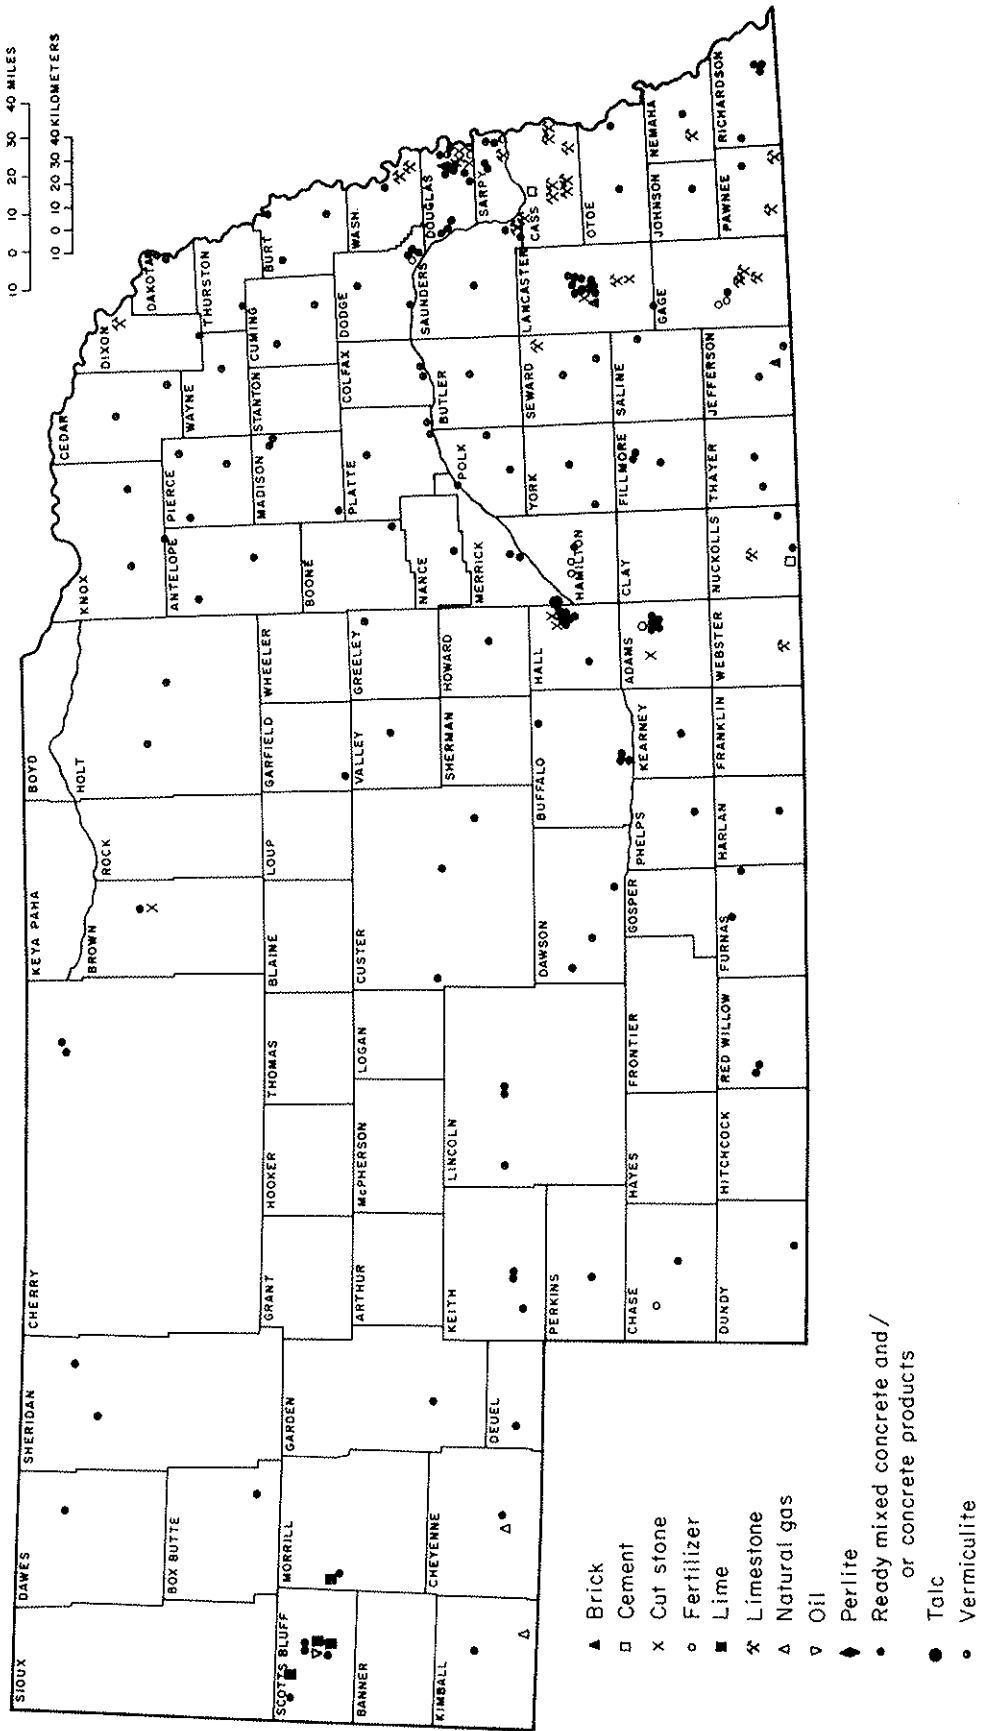 10 0 10 20 30 40 MILES
10 0 10 20 30 40 KILOMETERS
SIOUX
DAWES
BOX BUTTE
SHERIDAN
SCOTTS BLUFF
BANNER
KIMBALL
MORRILL
CHEYENNE
GARDEN
DEUEL
CHERRY
GRANT
HOOKER
THOMAS
ARTHUR
McPHERSON
LOGAN
KEITH
LINCOLN
PERKINS
CHASE
HAYES
FRONTIER
DUNDY
HITCHCOCK
RED WILLOW
KEYA PAHA
BROWN
ROCK
BLAINE
LOUP
CUSTER
DAWSON
GOSPER
FURNAS
BOYD
HOLT
GARFIELD
WHEELER
VALLEY
GREELEY
SHERMAN
HOWARD
BUFFALO
HALL
PHELPS
KEARNEY
ADAMS
HARLAN
FRANKLIN
WEBSTER
KNOX
ANTELOPE
BOONE
NANCE
MERRICK
HAMILTON
CLAY
NUCKOLLS
CEDAR
PIERCE
MADISON
PLATTE
POLK
YORK
FILLMORE
THAYER
DIXON
WAYNE
STANTON
CUMING
COLFAX
BUTLER
SEWARD
SALINE
JEFFERSON
DAKOTA
THURSTON
BURT
DODGE
WASH.
SAUNDERS
DOUGLAS
SARPY
CASS
LANCASTER
OTOE
GAGE
JOHNSON
NEMAHA
PAWNEE
RICHARDSON
Brick
Cement
Cut stone
Fertilizer
Lime
Limestone
Natural gas
Oil
Perlite
Ready mixed concrete and/
or concrete products
Talc
Vermiculite